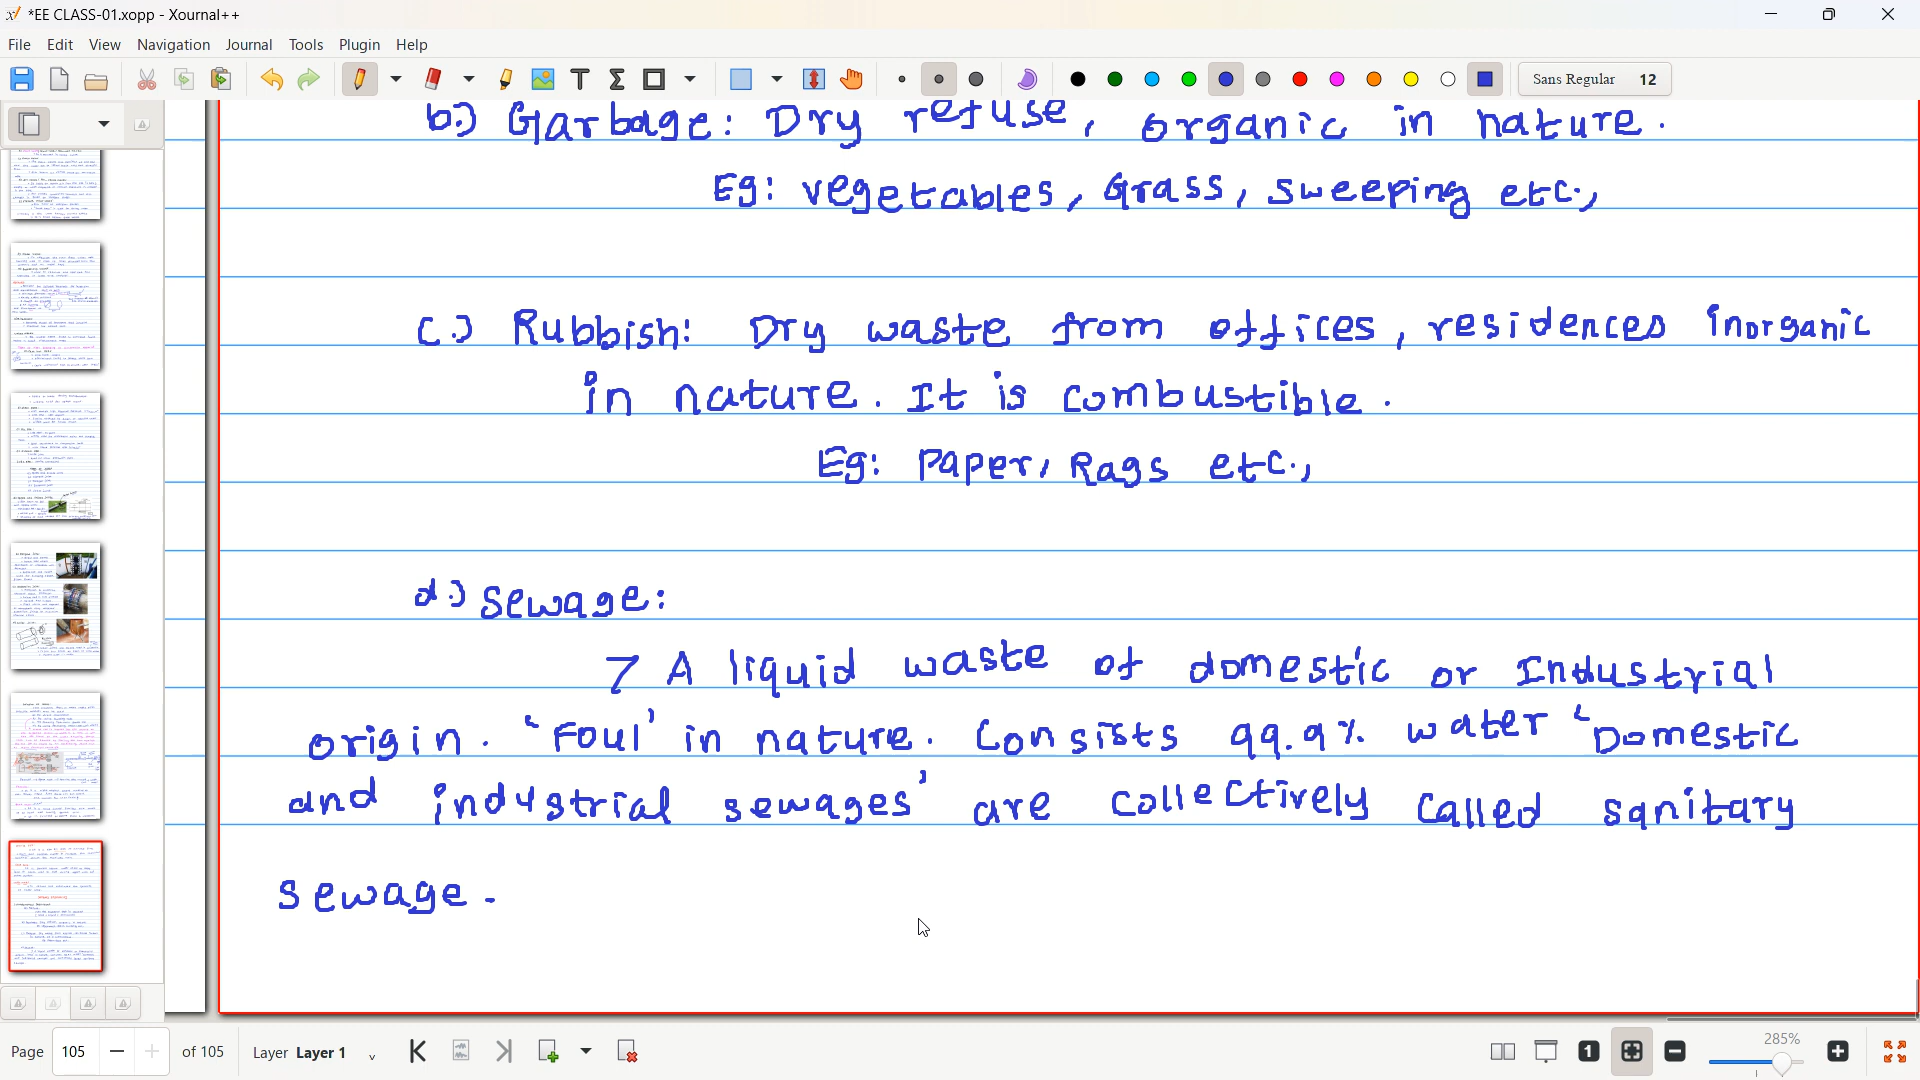 *EE CLASS-01.xopp - Xournal++
File Edit View Navigation Journal Tools Plugin Help
Sans Regular 12
b.) Garbage: Dry refuse, organic in nature.
Eg: vegetables, Grass, sweeping etc.,
c.) Rubbish: Dry waste from offices, residences inorganic
in nature. It is combustible.
Eg: Paper, Rags etc.,
d.) Sewage:
7 A liquid waste of domestic or Industrial
origin. 'Foul' in nature. Consists 99.9% water 'Domestic
and industrial sewages' are collectively called sanitary
sewage.
Page 105 of 105 Layer Layer 1 1 285%